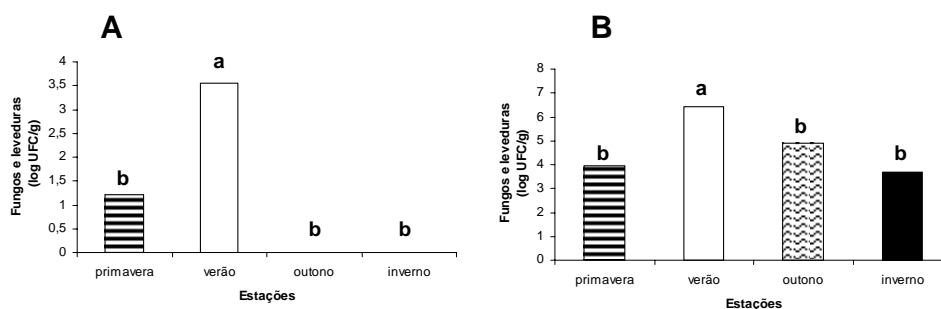 A
Fungos e leveduras
(log UFC/g)
4
3,5
3
2,5
2
1,5
1
0,5
0
b
a
b
b
primavera
verão
outono
inverno
Estações
B
Fungos e leveduras
(log UFC/g)
8
7
6
5
4
3
2
1
0
b
a
b
b
primavera
verão
outono
inverno
Estações